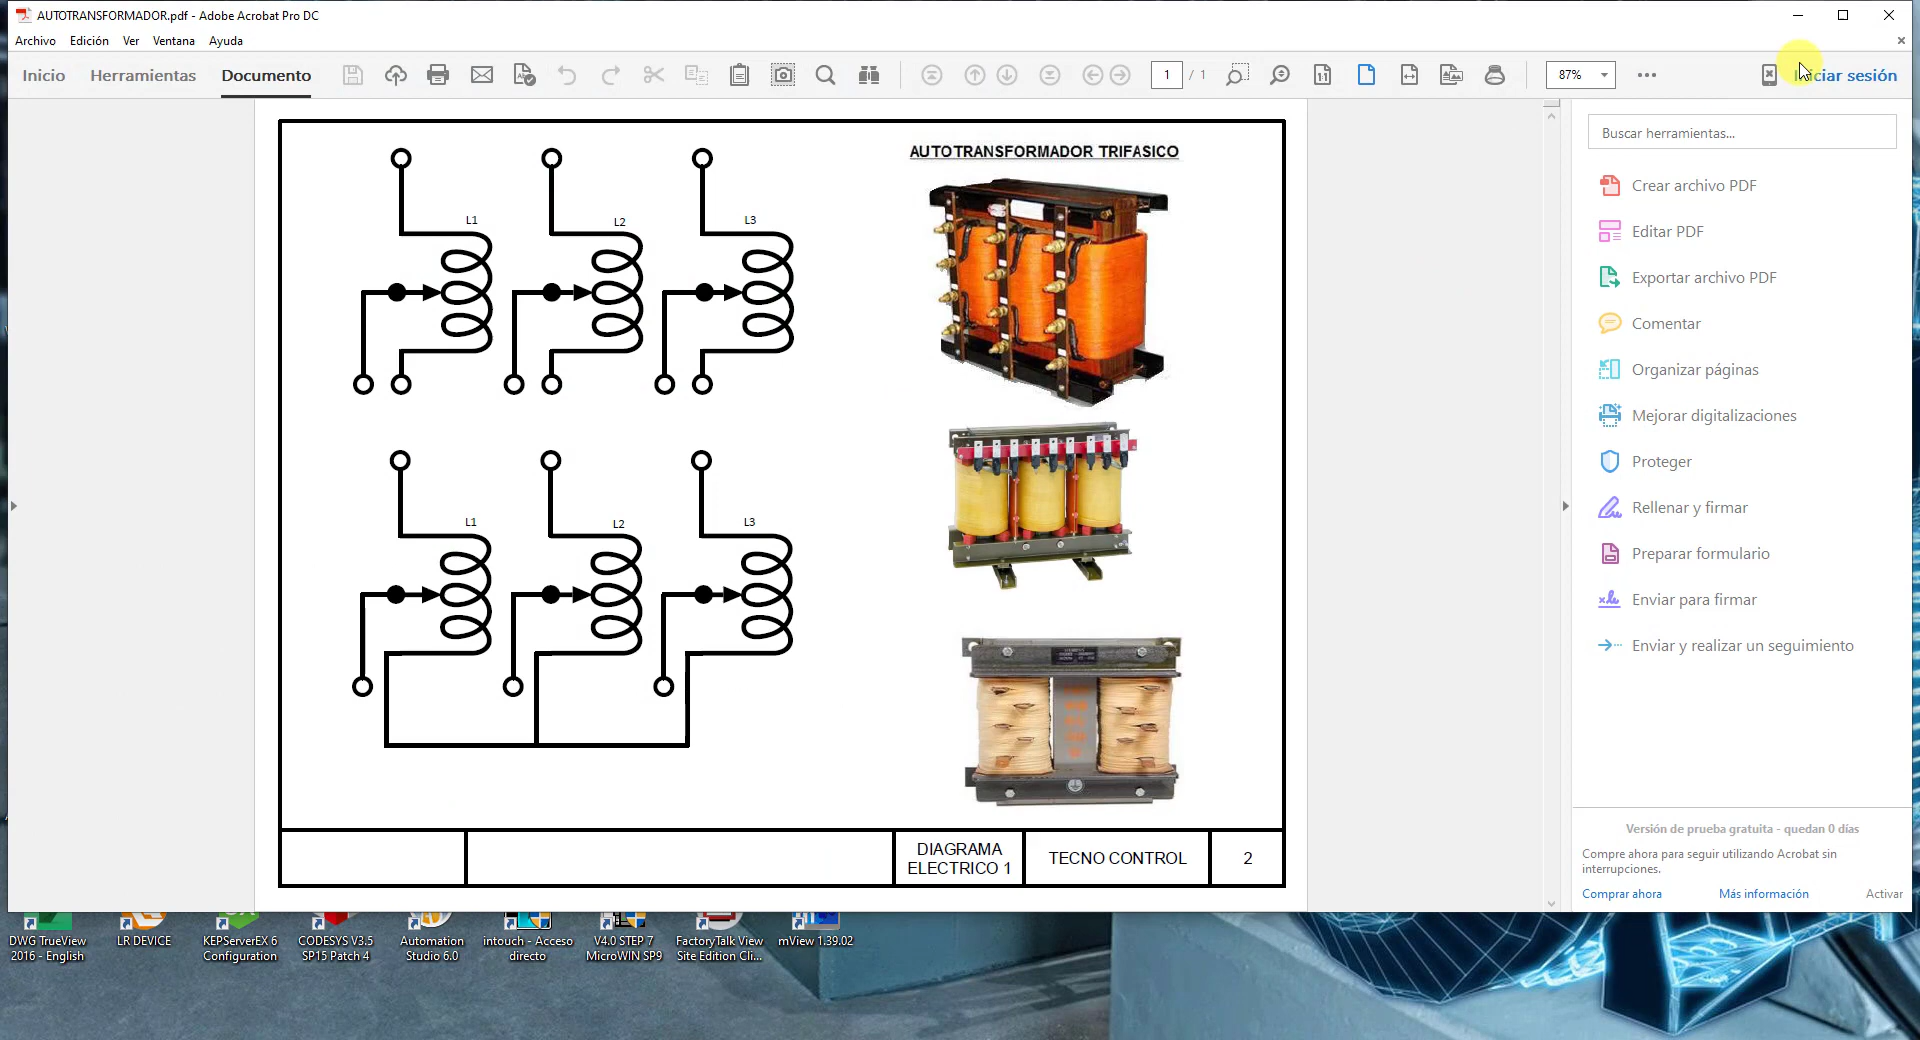 AUTOTRANSFORMADOR.pdf - Adobe Acrobat Pro DC
Archivo Edición Ver Ventana Ayuda
Inicio Herramientas Documento 1 / 1 87% Iniciar sesión
Buscar herramientas...
Crear archivo PDF
Editar PDF
Exportar archivo PDF
Comentar
Organizar páginas
Mejorar digitalizaciones
Proteger
Rellenar y firmar
Preparar formulario
Enviar para firmar
Enviar y realizar un seguimiento
Versión de prueba gratuita - quedan 0 días
Compre ahora para seguir utilizando Acrobat sin
interrupciones.
Comprar ahora Más información Activar
AUTOTRANSFORMADOR TRIFASICO
L1 L2 L3
L1 L2 L3
DIAGRAMA
ELECTRICO 1
TECNO CONTROL
2
DWG TrueView
2016 - English
LR DEVICE
KEPServerEX 6
Configuration
CODESYS V3.5
SP15 Patch 4
Automation
Studio 6.0
intouch - Acceso
directo
V4.0 STEP 7
MicroWIN SP9
FactoryTalk View
Site Edition Cli...
mView 1.39.02